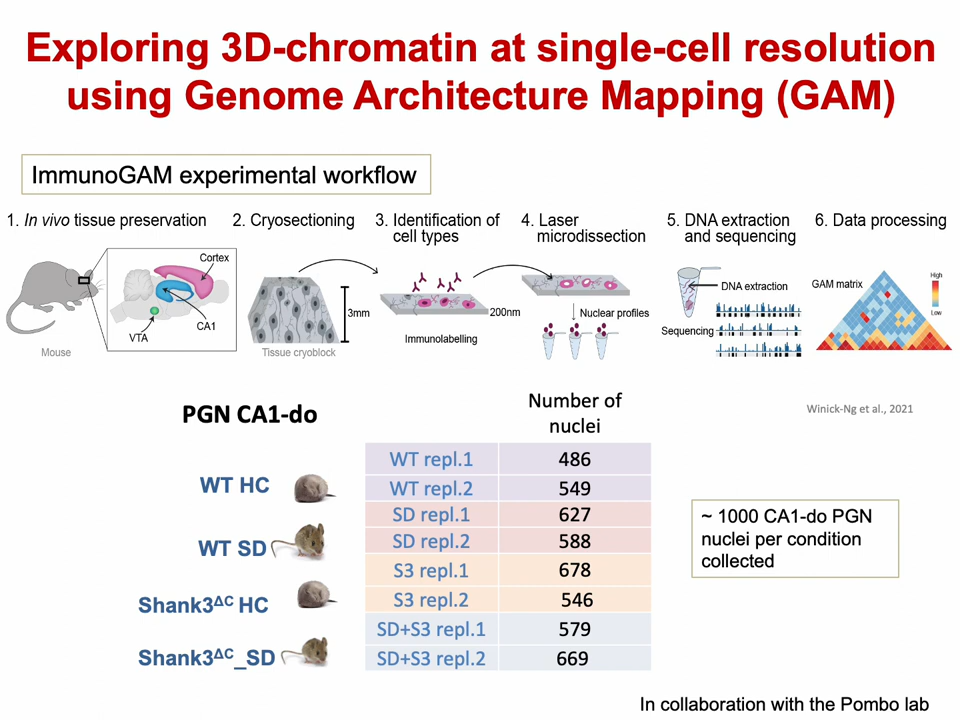 Exploring 3D-chromatin at single-cell resolution
using Genome Architecture Mapping (GAM)
ImmunoGAM experimental workflow
1. In vivo tissue preservation
2. Cryosectioning
3. Identification of
cell types
4. Laser
microdissection
5. DNA extraction
and sequencing
6. Data processing
Cortex
CA1
VTA
Mouse
3mm
Tissue cryoblock
200nm
Immunolabelling
Nuclear profiles
DNA extraction
Sequencing
GAM matrix
High
Low
Winick-Ng et al., 2021
PGN CA1-do
Number of
nuclei
WT HC
WT repl.1 486
WT repl.2 549
WT SD
SD repl.1 627
SD repl.2 588
Shank3ΔC HC
S3 repl.1 678
S3 repl.2 546
Shank3ΔC_SD
SD+S3 repl.1 579
SD+S3 repl.2 669
~ 1000 CA1-do PGN
nuclei per condition
collected
In collaboration with the Pombo lab